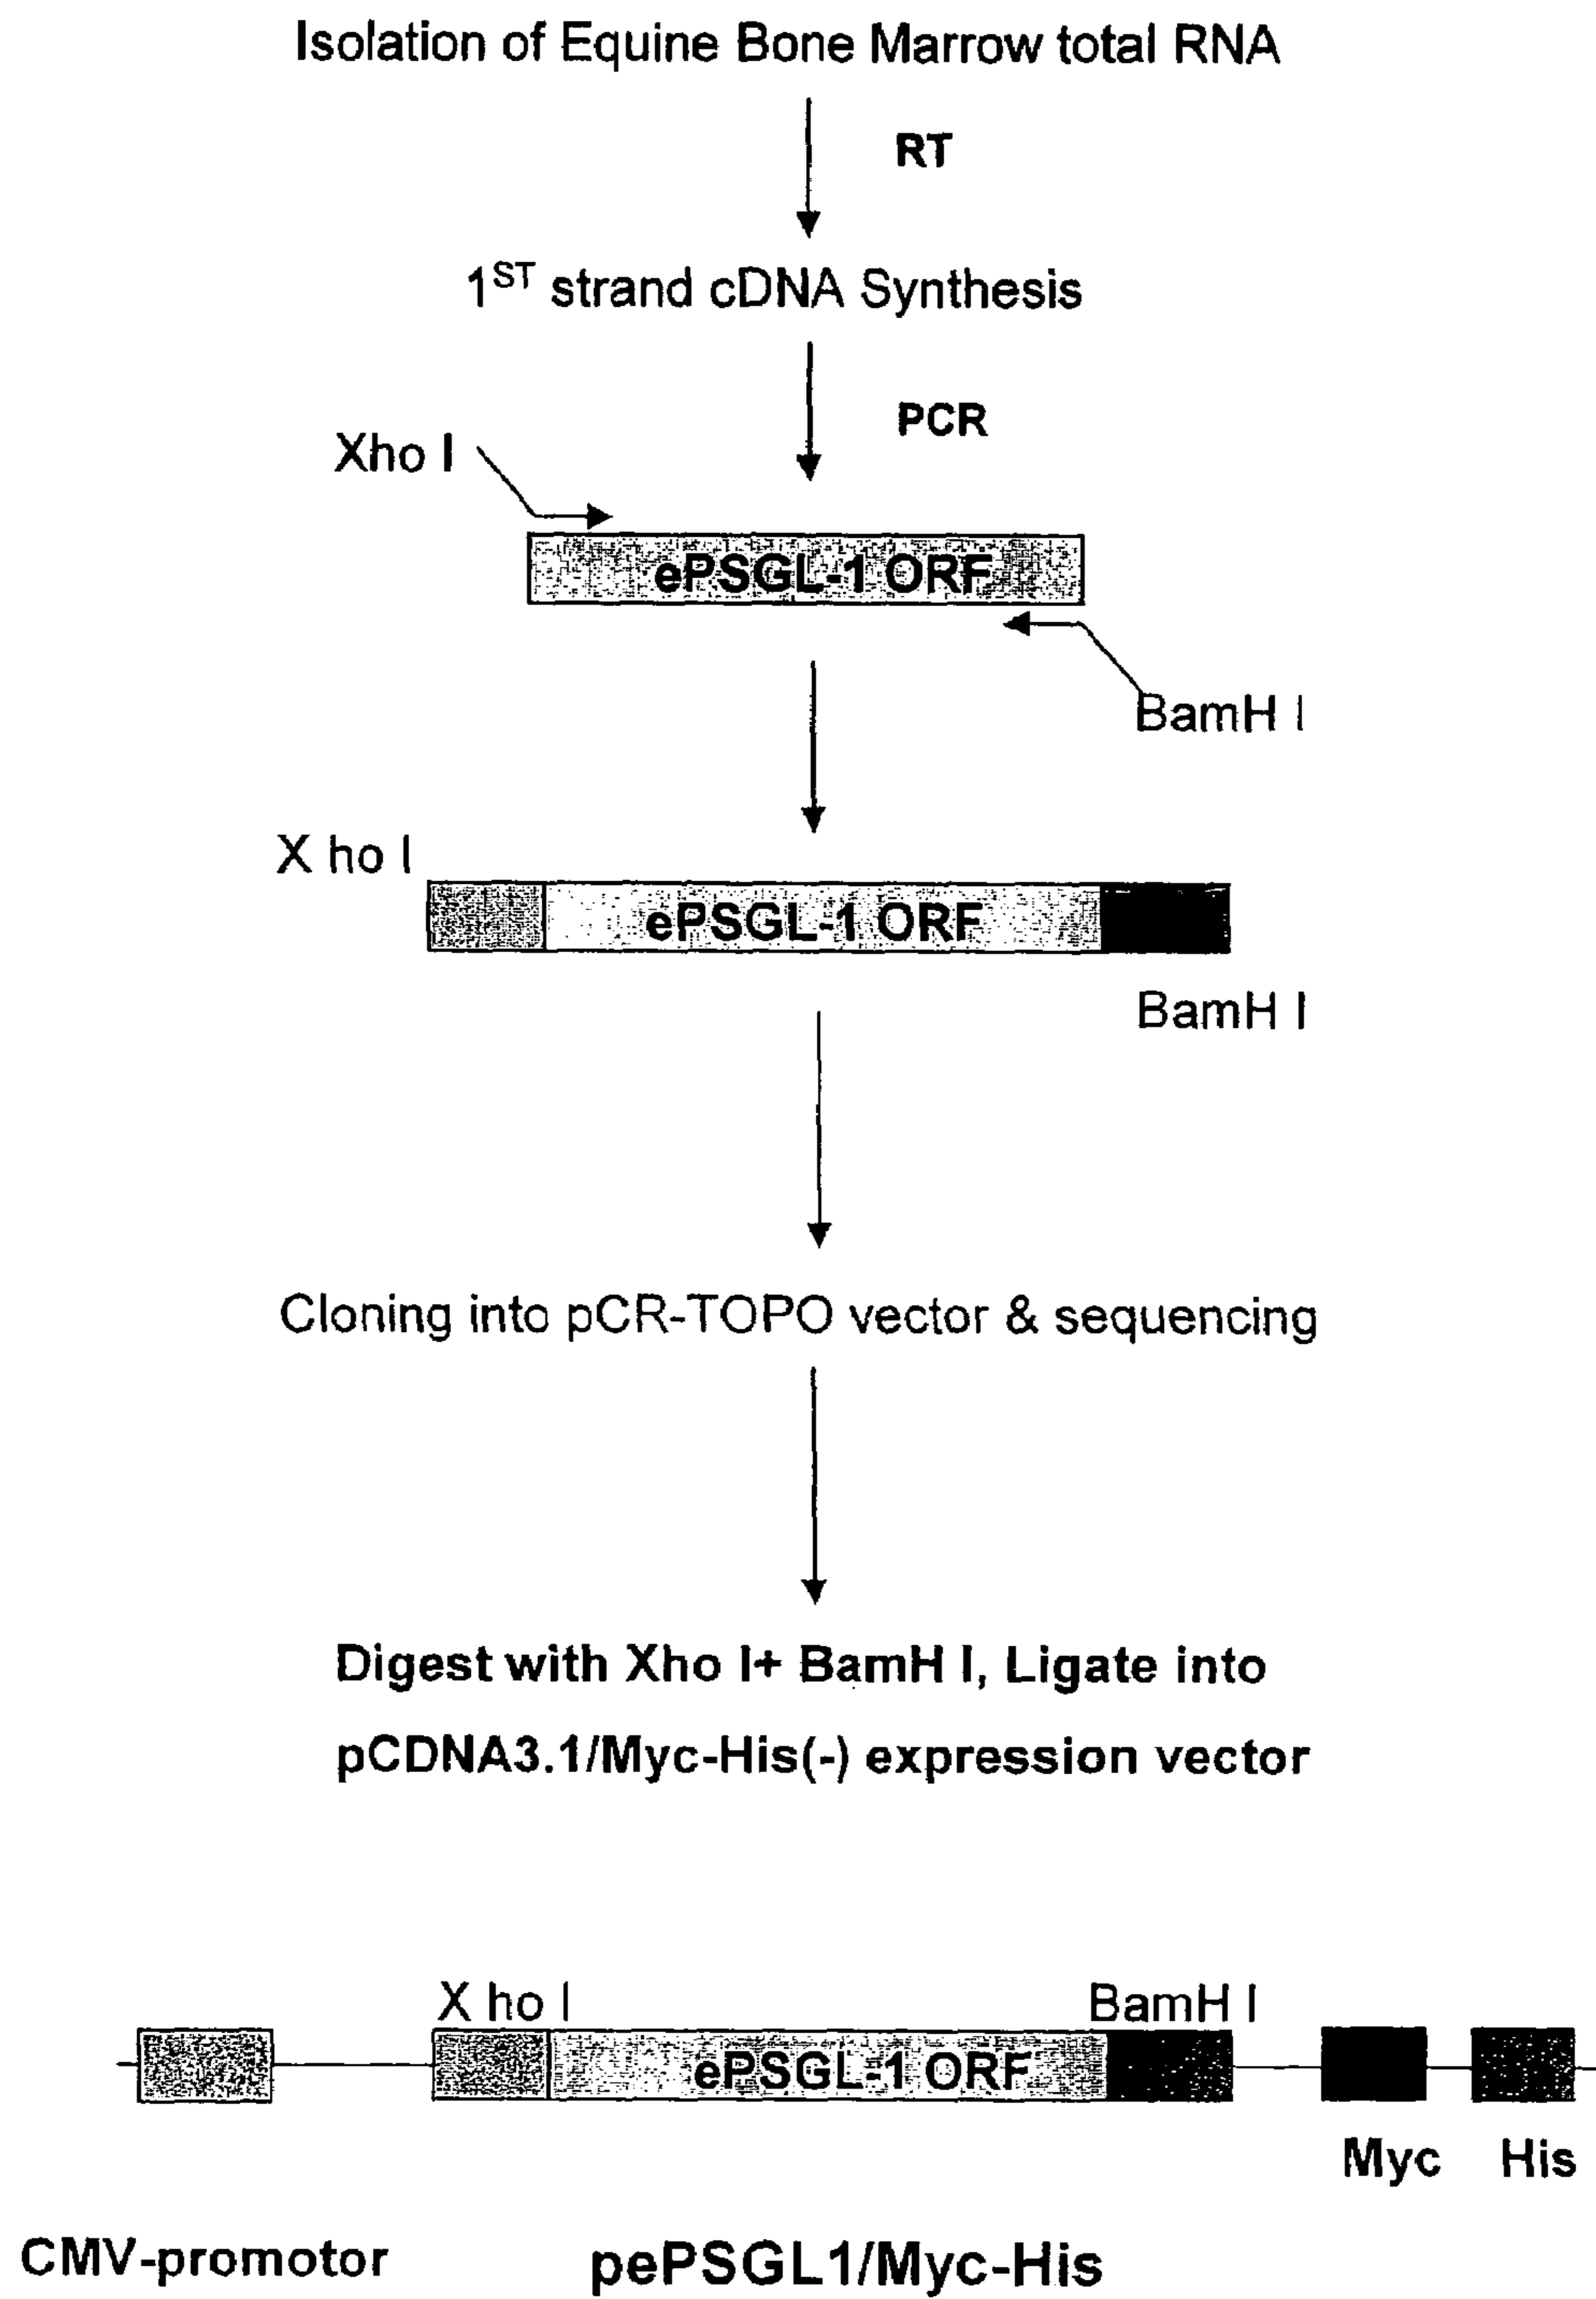 Isolation of Equine Bone Marrow total RNA
RT
1ST strand cDNA Synthesis
PCR
Xho I
ePSGL-1 ORF
BamH I
X ho I
ePSGL-1 ORF
BamH I
Cloning into pCR-TOPO vector & sequencing
Digest with Xho I+ BamH I, Ligate into
pCDNA3.1/Myc-His(-) expression vector
X ho I
BamH I
ePSGL-1 ORF
Myc
His
CMV-promotor
pePSGL1/Myc-His